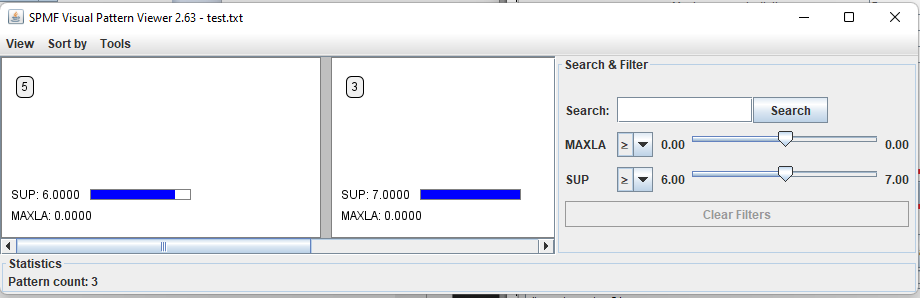 SPMF Visual Pattern Viewer 2.63 - test.txt
View Sort by Tools
5
SUP: 6.0000
MAXLA: 0.0000
3
SUP: 7.0000
MAXLA: 0.0000
Search & Filter
Search: Search
MAXLA ≥ 0.00 0.00
SUP ≥ 6.00 7.00
Clear Filters
Statistics
Pattern count: 3